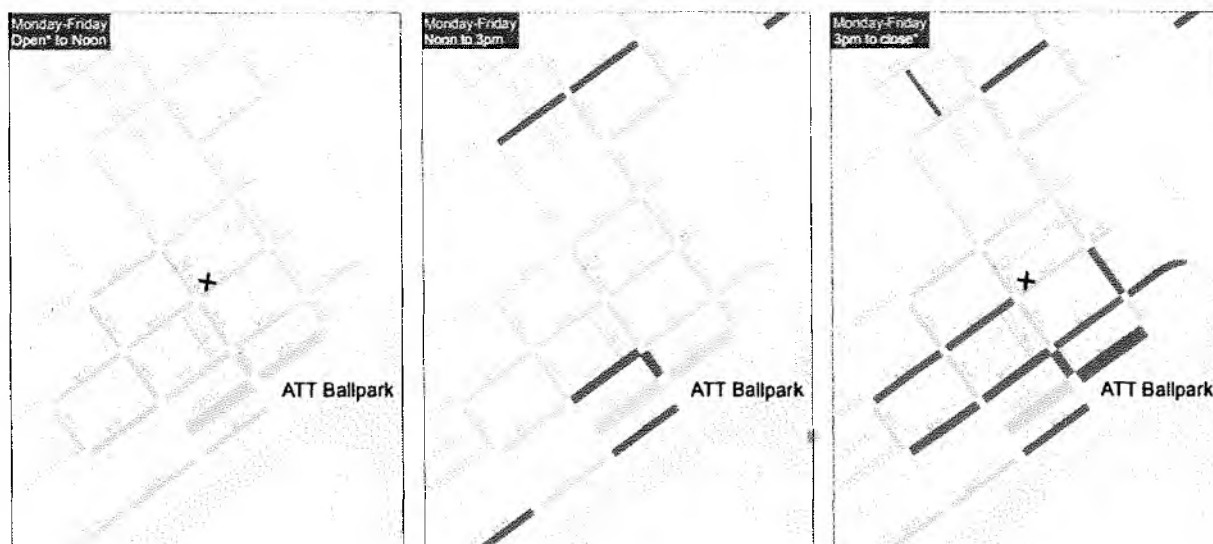 Monday-Friday
Open* to Noon
ATT Ballpark
Monday-Friday
Noon to 3pm
ATT Ballpark
Monday-Friday
3pm to close*
ATT Ballpark